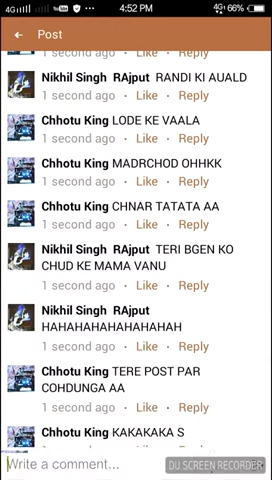 4G 4:52 PM 4G 66%
Post
1 second ago · Like · Reply
Nikhil Singh RAjput RANDI KI AUALD
1 second ago · Like · Reply
Chhotu King LODE KE VAALA
1 second ago · Like · Reply
Chhotu King MADRCHOD OHHKK
1 second ago · Like · Reply
Chhotu King CHNAR TATATA AA
1 second ago · Like · Reply
Nikhil Singh RAjput TERI BGEN KO
CHUD KE MAMA VANU
1 second ago · Like · Reply
Nikhil Singh RAjput
HAHAHAHAHAHAHAHAH
1 second ago · Like · Reply
Chhotu King TERE POST PAR
COHDUNGA AA
1 second ago · Like · Reply
Chhotu King KAKAKAKA S
Write a comment...
DU SCREEN RECORDER